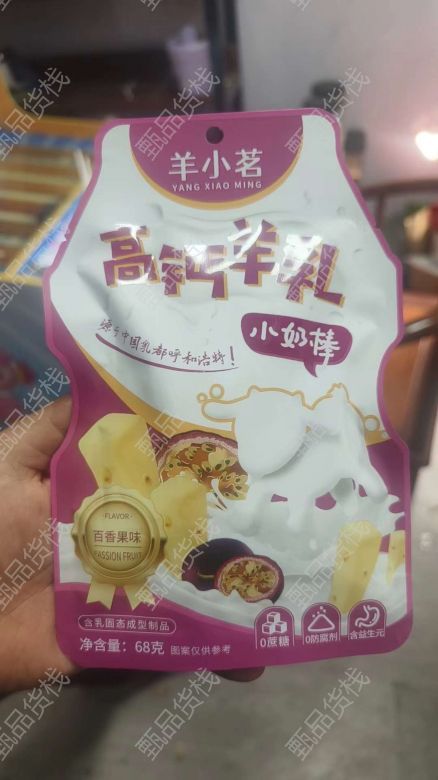 羊小茗
YANG XIAO MING
高钙羊乳
小奶棒
源于中国乳都呼和浩特!
·FLAVOR·
百香果味
PASSION FRUIT
含乳固态成型制品
净含量: 68克 图案仅供参考
0蔗糖
0防腐剂
含益生元
甄品货栈